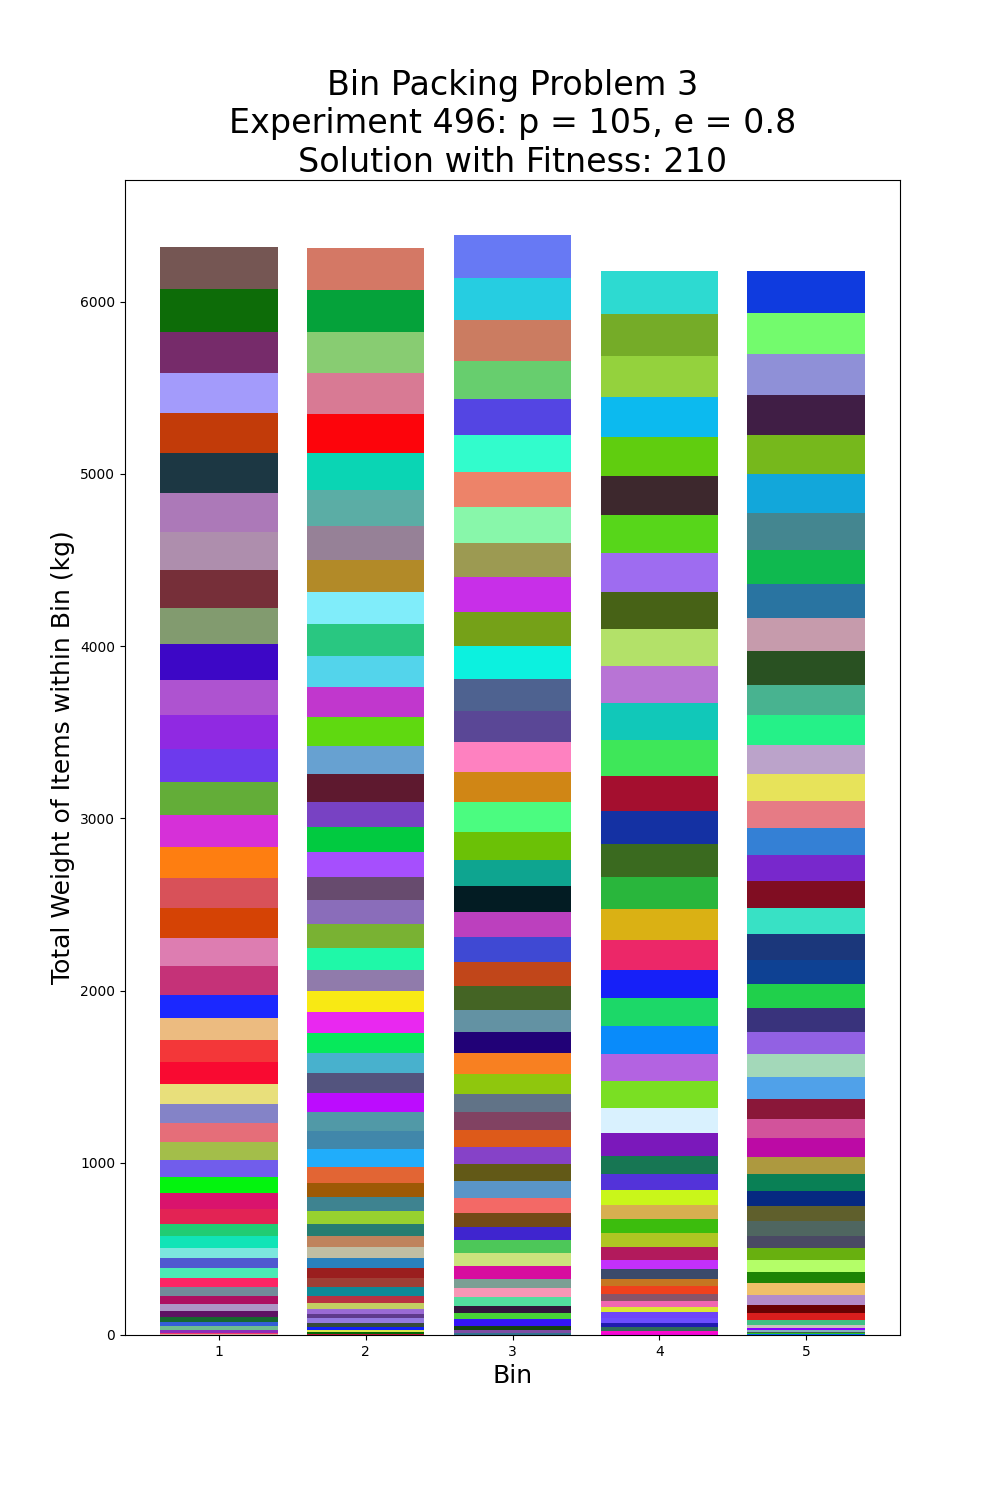 Bin Packing Problem 3
Experiment 496: p = 105, e = 0.8
Solution with Fitness: 210
Total Weight of Items within Bin (kg)
6000
5000
4000
3000
2000
1000
0
1 2 3 4 5
Bin